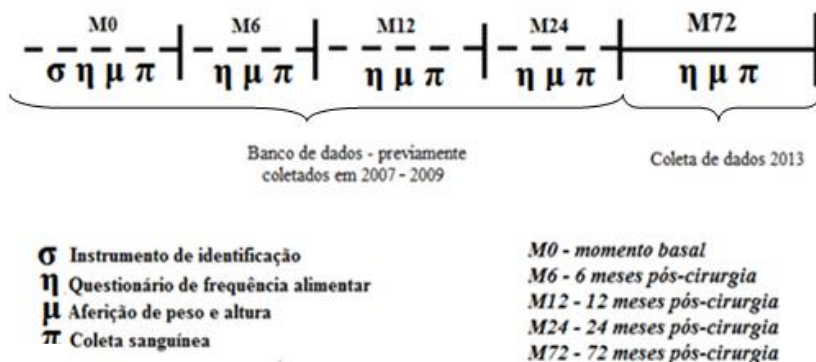 M0 M6 M12 M24 M72
σ η μ π η μ π η μ π η μ π η μ π
Banco de dados - previamente
coletados em 2007 - 2009
Coleta de dados 2013
σ Instrumento de identificação
η Questionário de frequência alimentar
μ Aferição de peso e altura
π Coleta sanguínea
M0 - momento basal
M6 - 6 meses pós-cirurgia
M12 - 12 meses pós-cirurgia
M24 - 24 meses pós-cirurgia
M72 - 72 meses pós-cirurgia